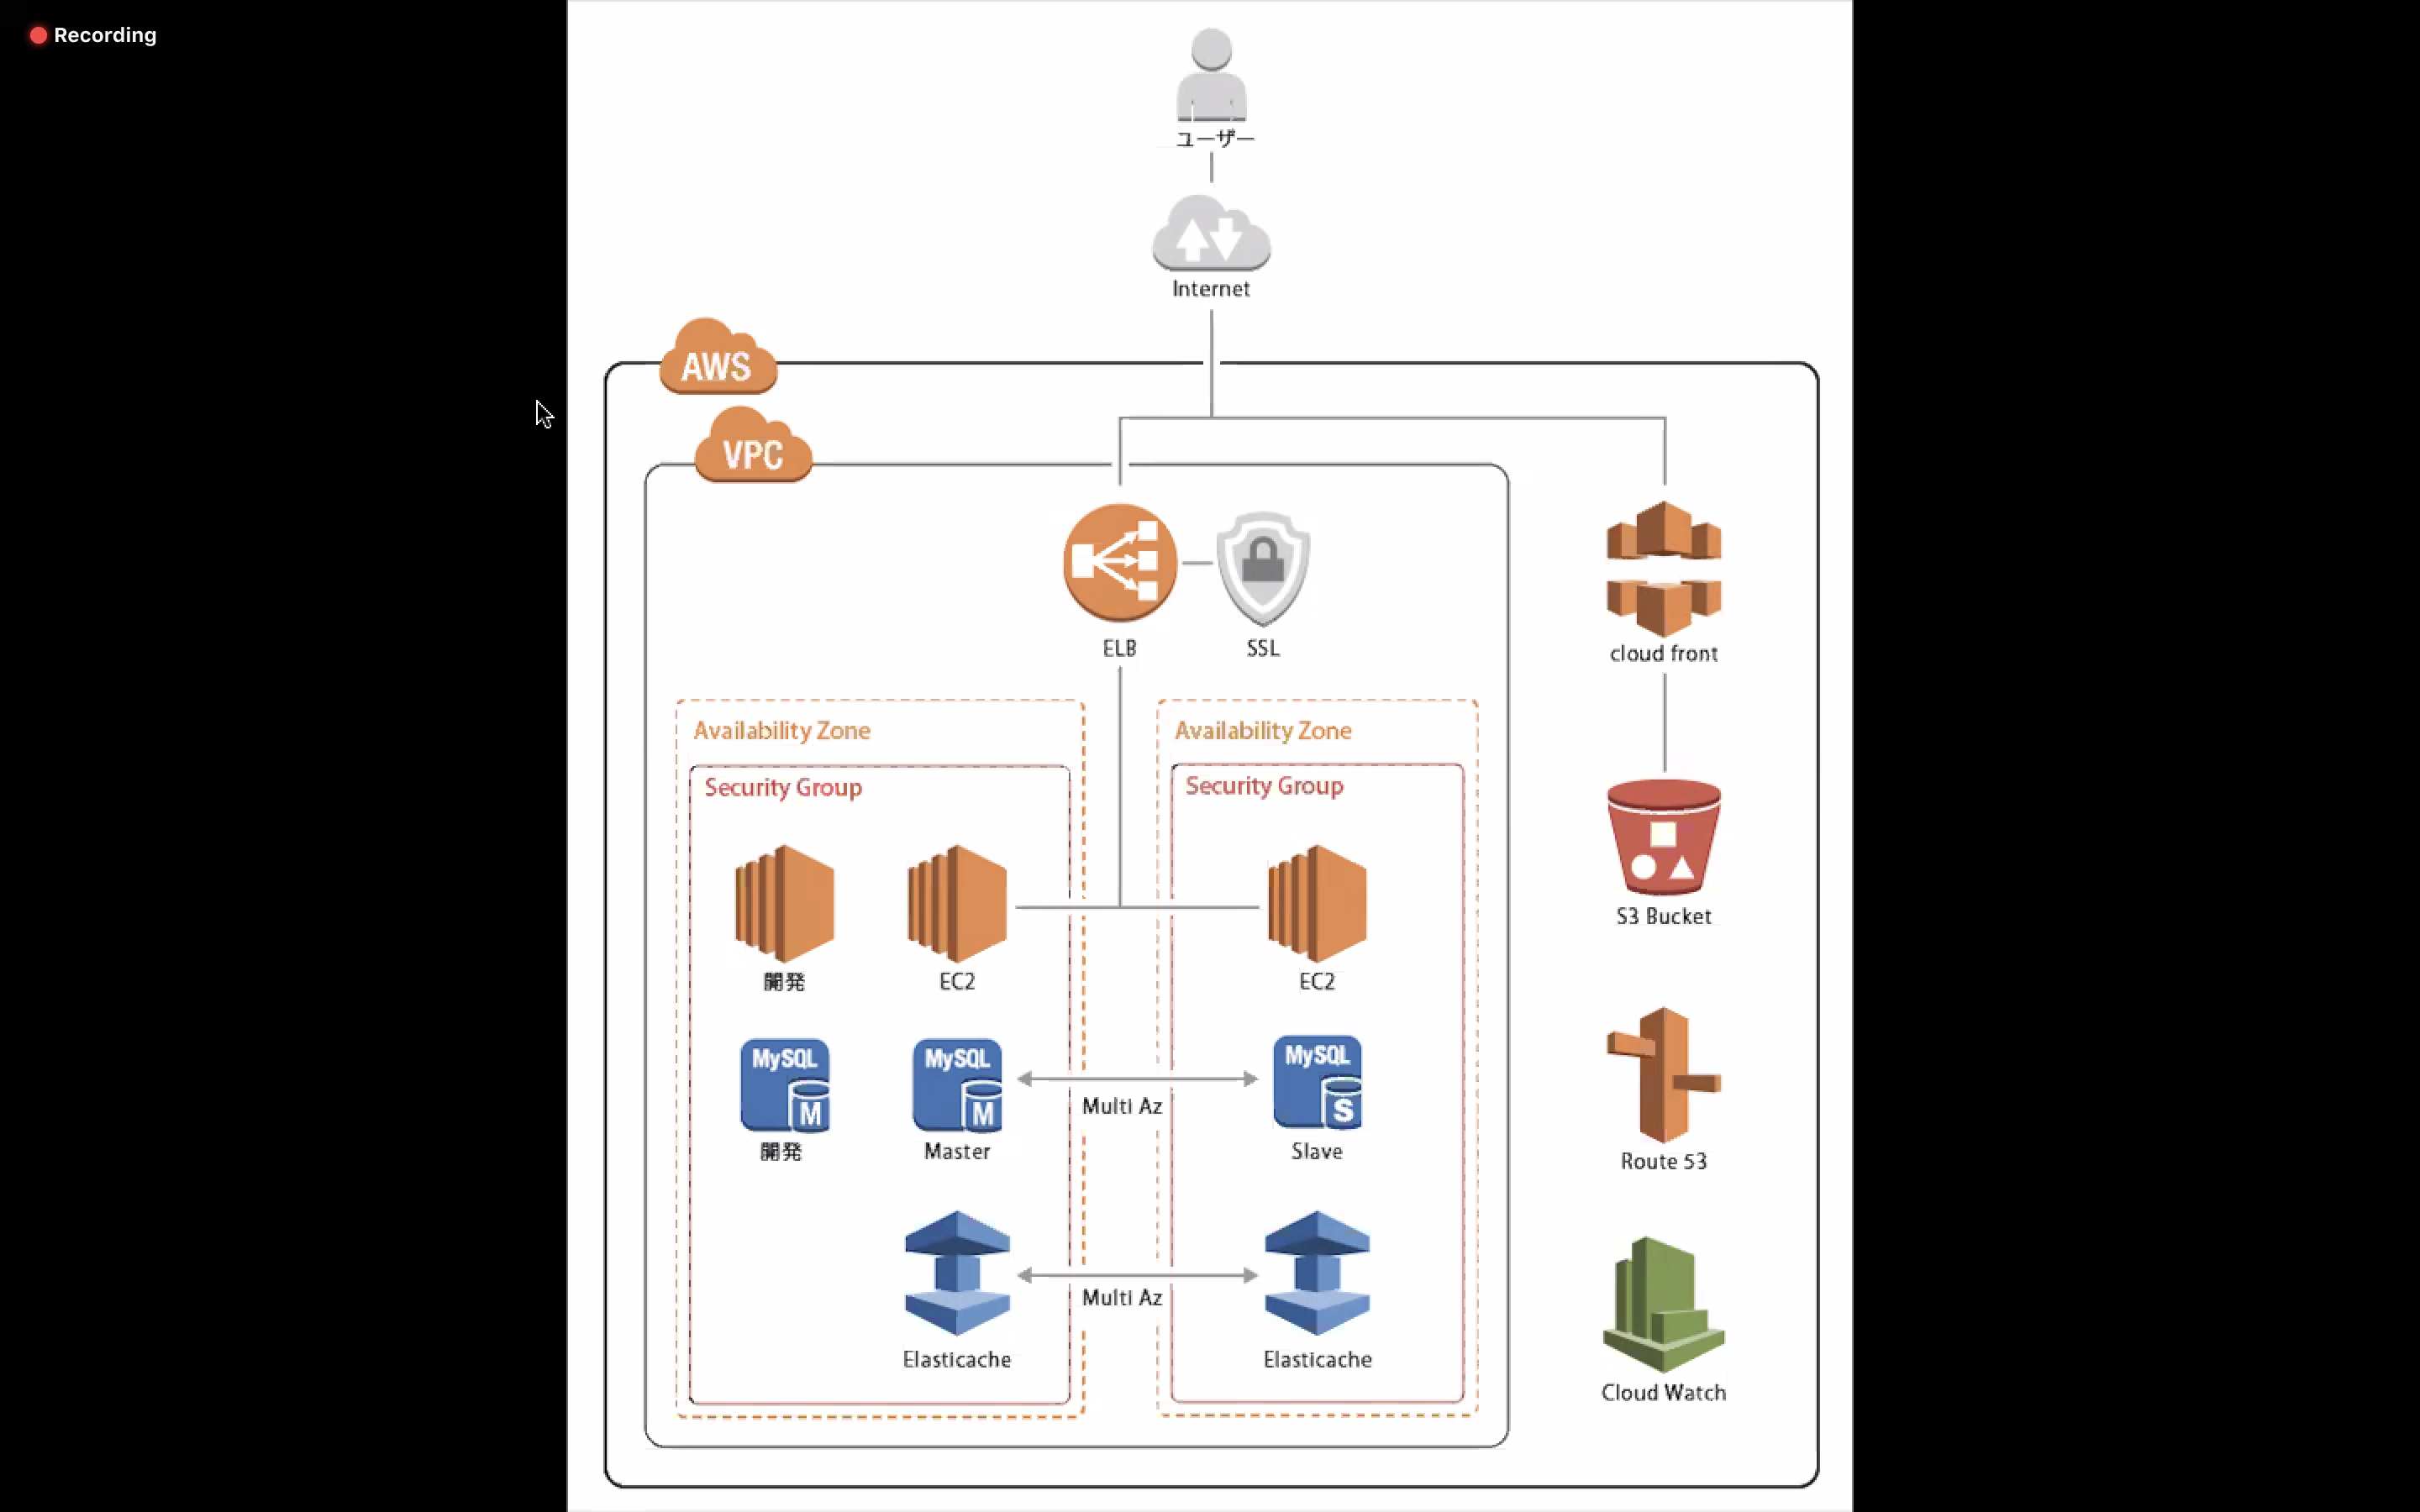 Recording
ユーザー
Internet
AWS
VPC
ELB
SSL
cloud front
Availability Zone
Availability Zone
Security Group
Security Group
S3 Bucket
開発
EC2
EC2
MySQL
M
MySQL
M
MySQL
S
Multi Az
開発
Master
Slave
Route 53
Multi Az
Elasticache
Elasticache
Cloud Watch